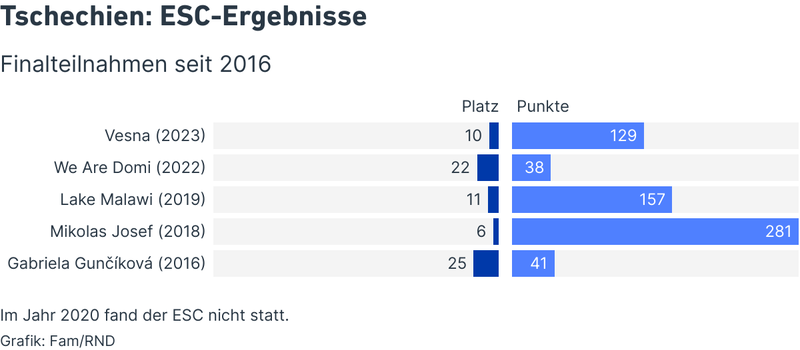 Tschechien: ESC-Ergebnisse
Finalteilnahmen seit 2016
Platz Punkte
Vesna (2023) 10 129
We Are Domi (2022) 22 38
Lake Malawi (2019) 11 157
Mikolas Josef (2018) 6 281
Gabriela Gunčíková (2016) 25 41
Im Jahr 2020 fand der ESC nicht statt.
Grafik: Fam/RND